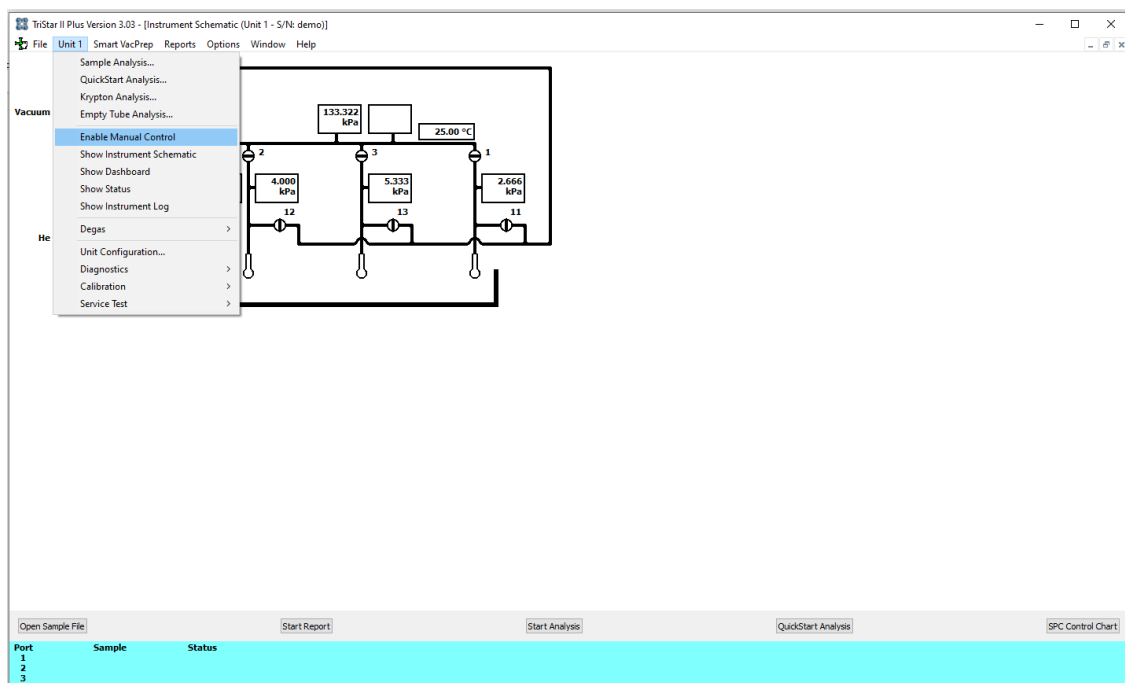 TriStar II Plus Version 3.03 - [Instrument Schematic (Unit 1 - S/N: demo)]
File Unit 1 Smart VacPrep Reports Options Window Help
Sample Analysis...
QuickStart Analysis...
Krypton Analysis...
Empty Tube Analysis...
Enable Manual Control
Show Instrument Schematic
Show Dashboard
Show Status
Show Instrument Log
Degas
Unit Configuration...
Diagnostics
Calibration
Service Test
Vacuum
He
133.322
kPa
25.00 °C
2 3 1
4.000 5.333 2.666
kPa kPa kPa
12 13 11
Open Sample File Start Report Start Analysis QuickStart Analysis SPC Control Chart
Port Sample Status
1
2
3